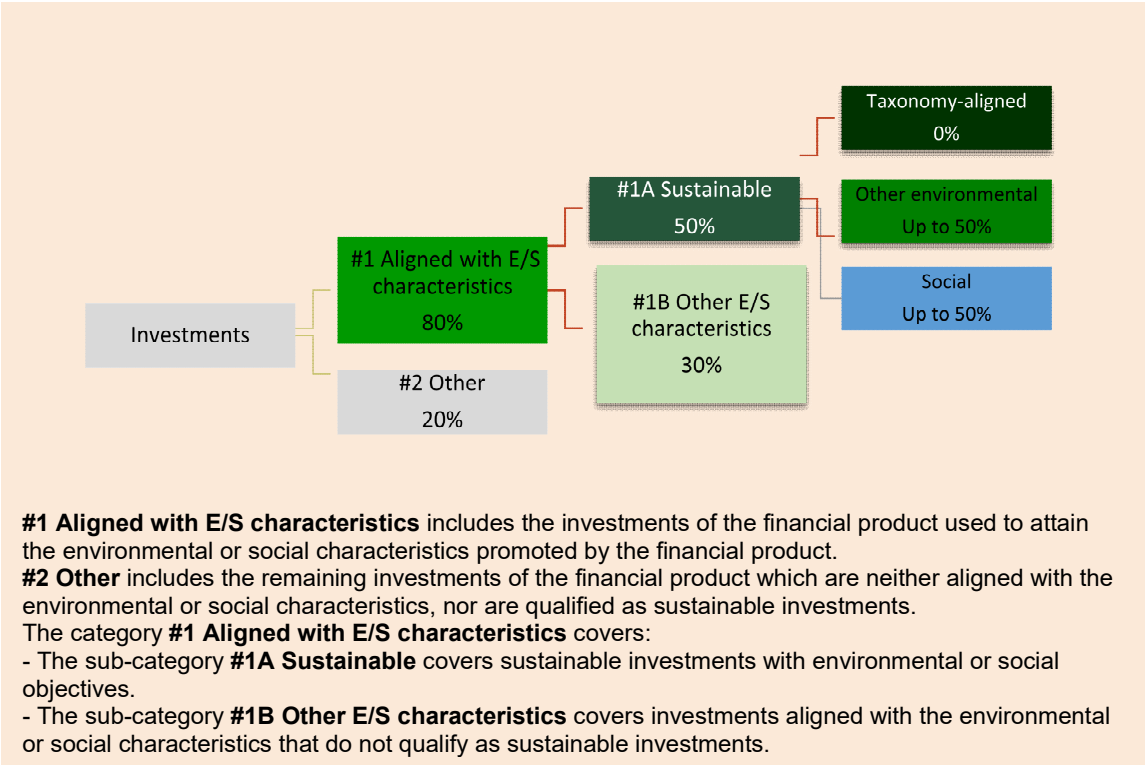 Taxonomy-aligned
0%
#1A Sustainable
50%
Other environmental
Up to 50%
#1 Aligned with E/S
characteristics
80%
Social
Up to 50%
#1B Other E/S
characteristics
30%
Investments
#2 Other
20%
#1 Aligned with E/S characteristics includes the investments of the financial product used to attain
the environmental or social characteristics promoted by the financial product.
#2 Other includes the remaining investments of the financial product which are neither aligned with the
environmental or social characteristics, nor are qualified as sustainable investments.
The category #1 Aligned with E/S characteristics covers:
- The sub-category #1A Sustainable covers sustainable investments with environmental or social
objectives.
- The sub-category #1B Other E/S characteristics covers investments aligned with the environmental
or social characteristics that do not qualify as sustainable investments.